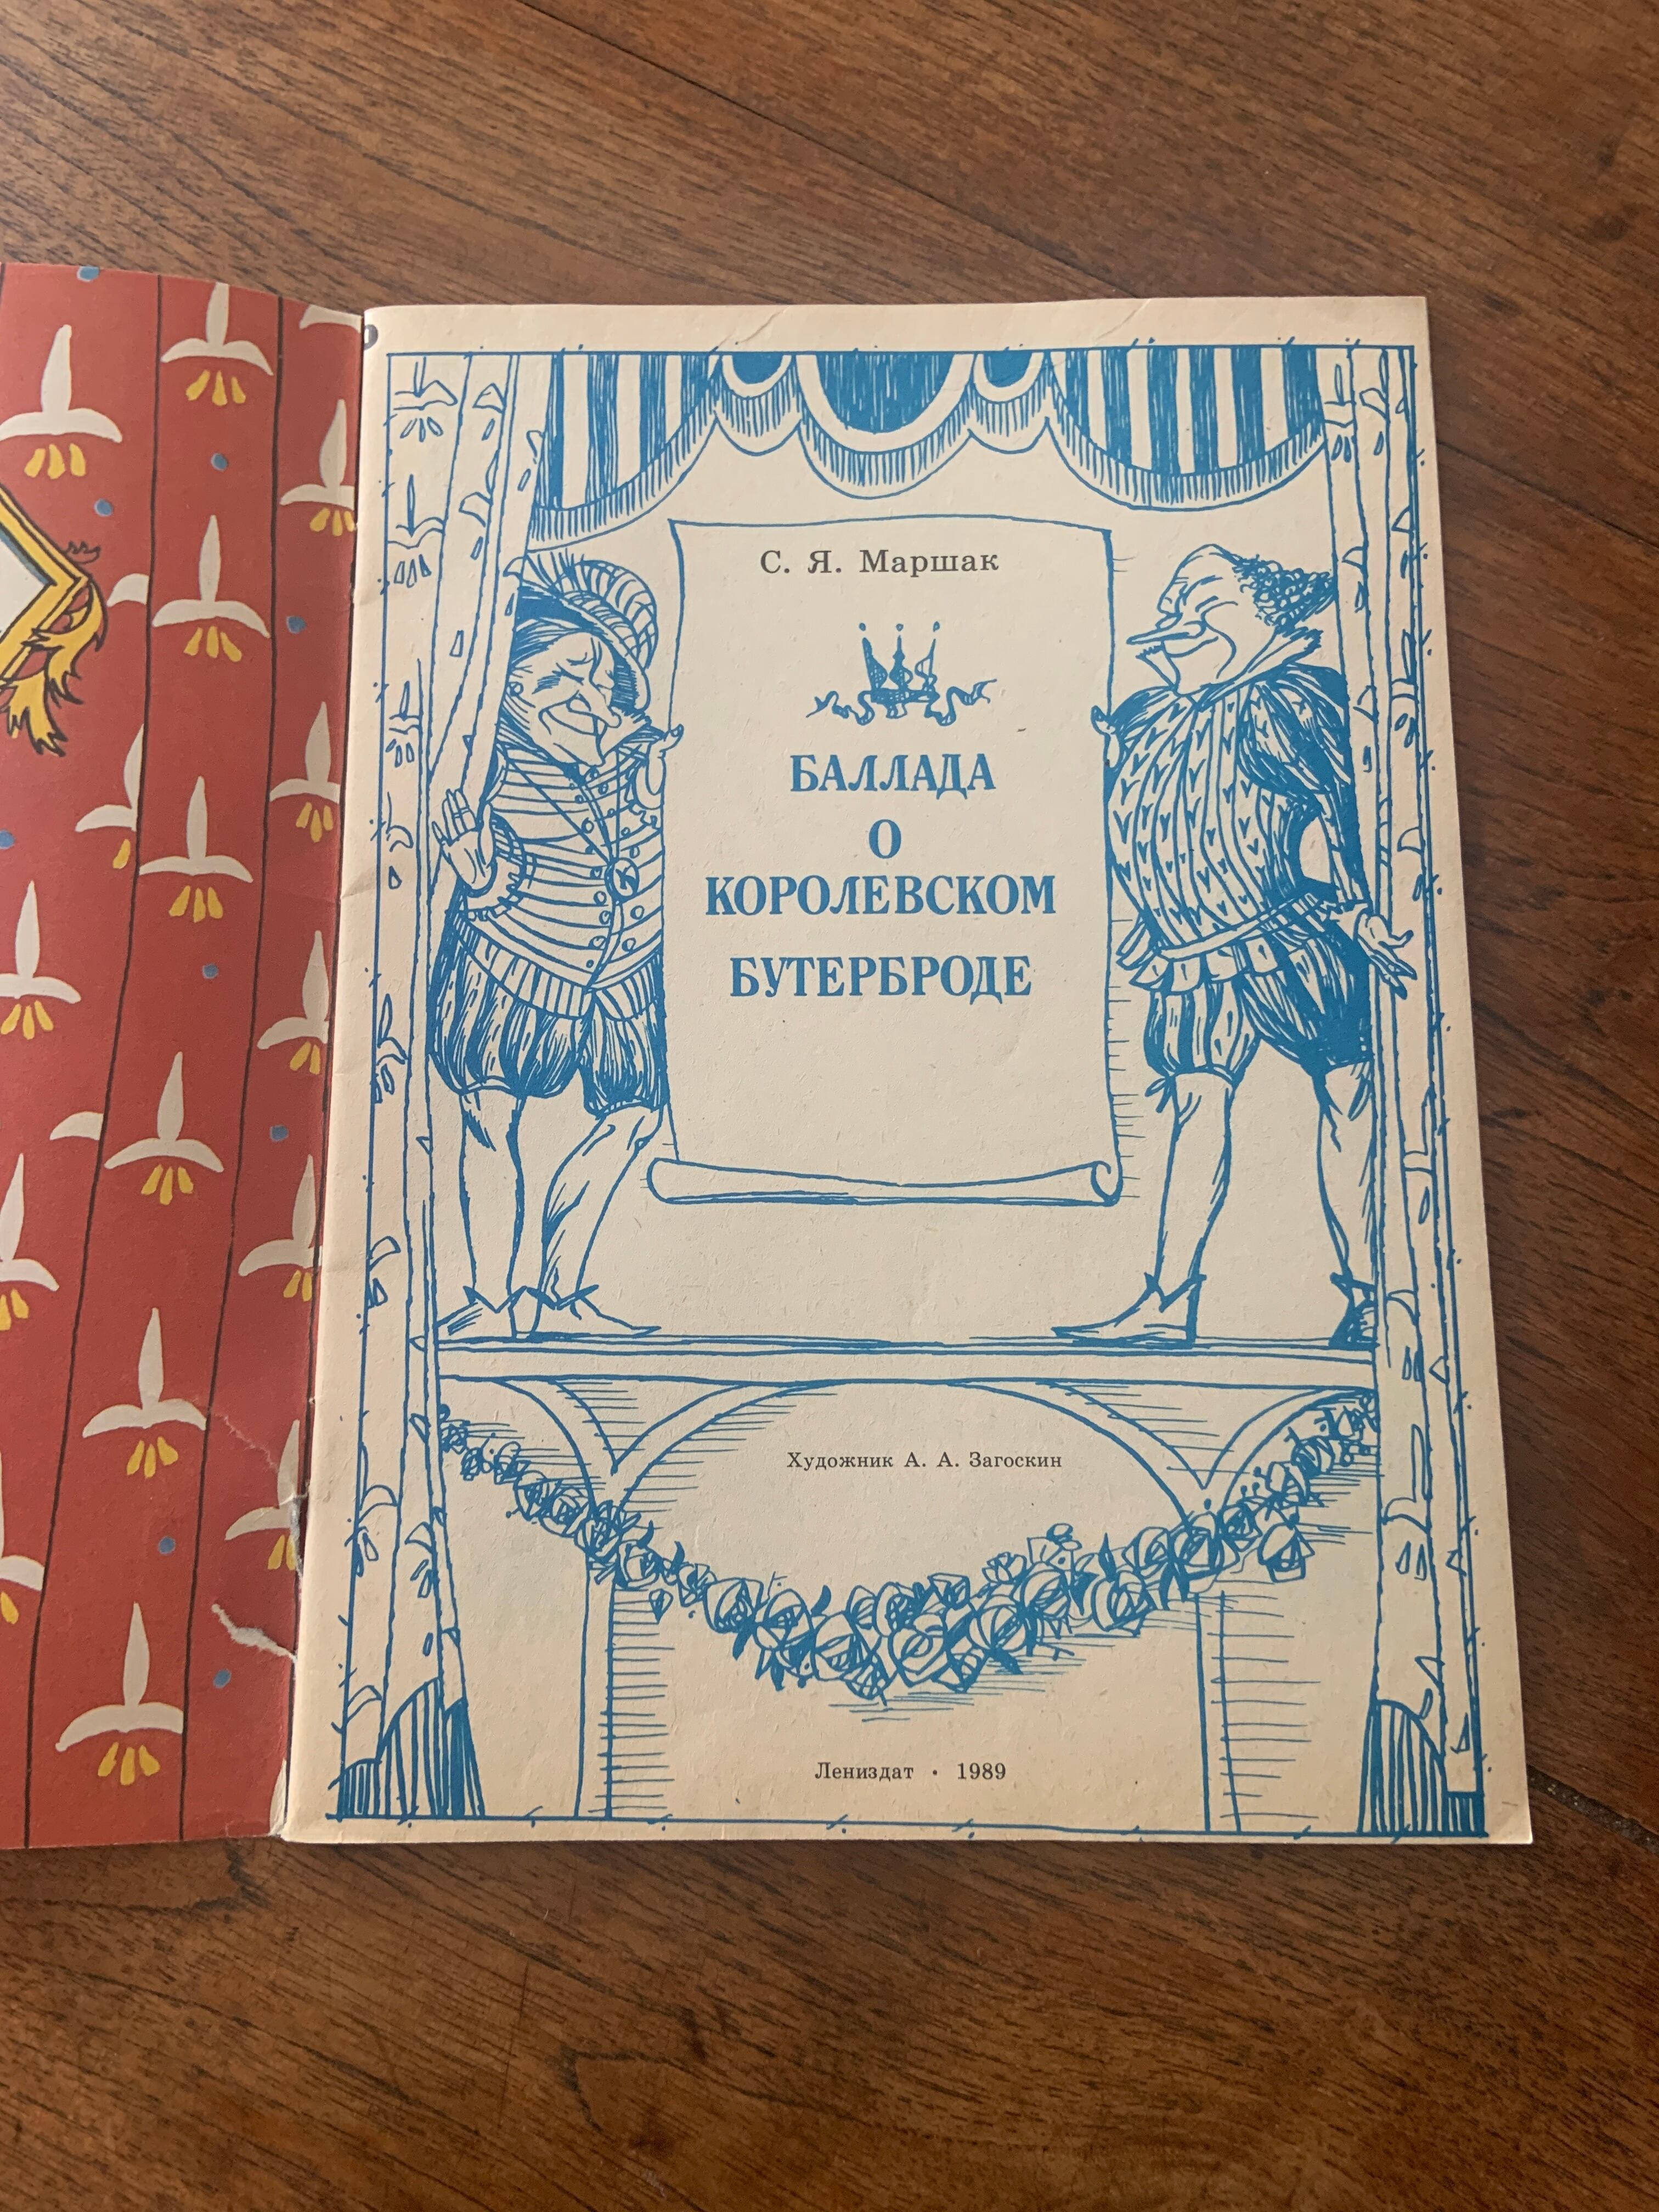 С. Я. Маршак
БАЛЛАДА
О
КОРОЛЕВСКОМ
БУТЕРБРОДЕ
Художник А. А. Загоскин
Лениздат • 1989